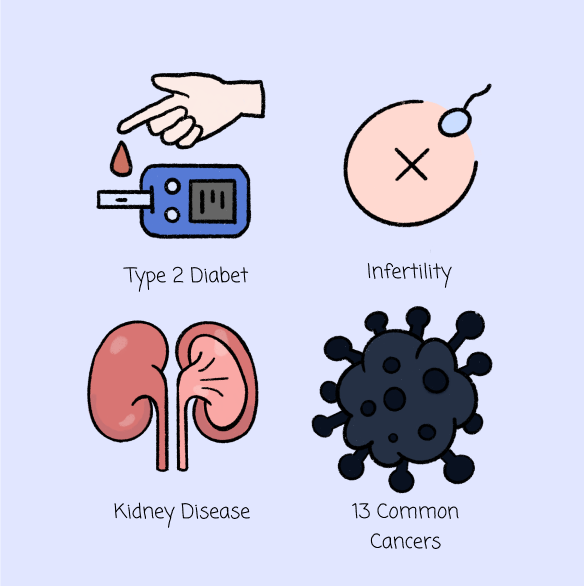 Type 2 Diabet
Infertility
Kidney Disease
13 Common
Cancers